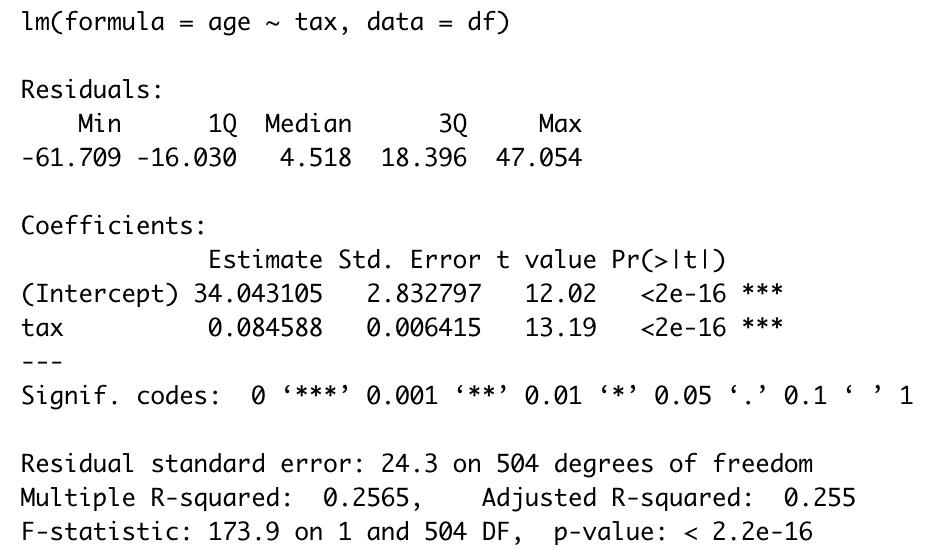 lm(formula = age ~ tax, data = df)
Residuals:
Min 1Q Median 3Q Max
-61.709 -16.030 4.518 18.396 47.054
Coefficients:
Estimate Std. Error t value Pr(>|t|)
(Intercept) 34.043105 2.832797 12.02 <2e-16 ***
tax 0.084588 0.006415 13.19 <2e-16 ***
---
Signif. codes: 0 ‘***’ 0.001 ‘**’ 0.01 ‘*’ 0.05 ‘.’ 0.1 ‘ ’ 1
Residual standard error: 24.3 on 504 degrees of freedom
Multiple R-squared: 0.2565, Adjusted R-squared: 0.255
F-statistic: 173.9 on 1 and 504 DF, p-value: < 2.2e-16